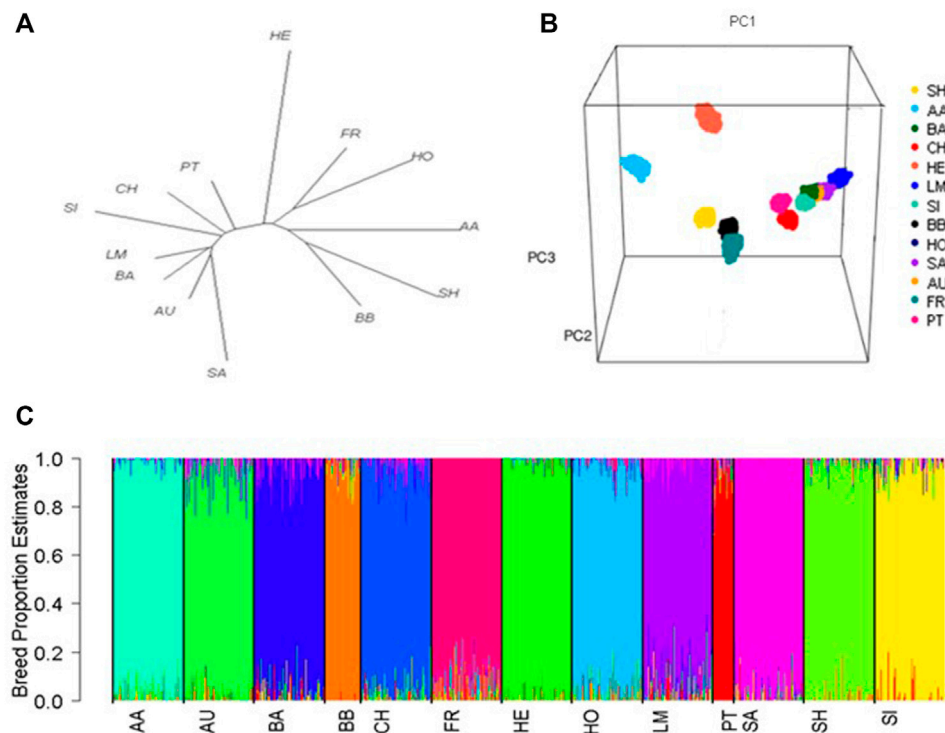 A
HE
FR
HO
PT
CH
SI
AA
LM
BA
SH
AU
BB
SA
B
PC1
PC3
PC2
SH
AA
BA
CH
HE
LM
SI
BB
HO
SA
AU
FR
PT
C
Breed Proportion Estimates
1.0
0.8
0.6
0.4
0.2
0.0
AA
AU
BA
BB
CH
FR
HE
HO
LM
PT
SA
SH
SI